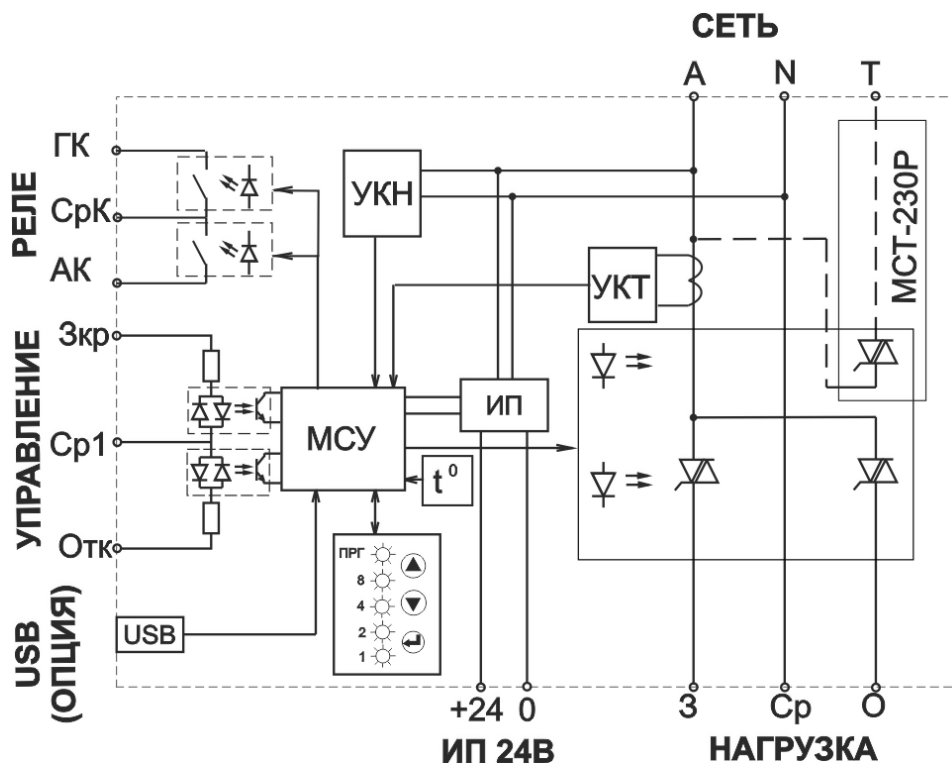 СЕТЬ
A N T
ГК
СрК
АК
РЕЛЕ
УКН
УКТ
МСТ-230Р
Зкр
Ср1
Отк
УПРАВЛЕНИЕ
МСУ
ИП
t⁰
ПРГ
8
4
2
1
USB
USB
(ОПЦИЯ)
+24 0
ИП 24В
З Ср О
НАГРУЗКА